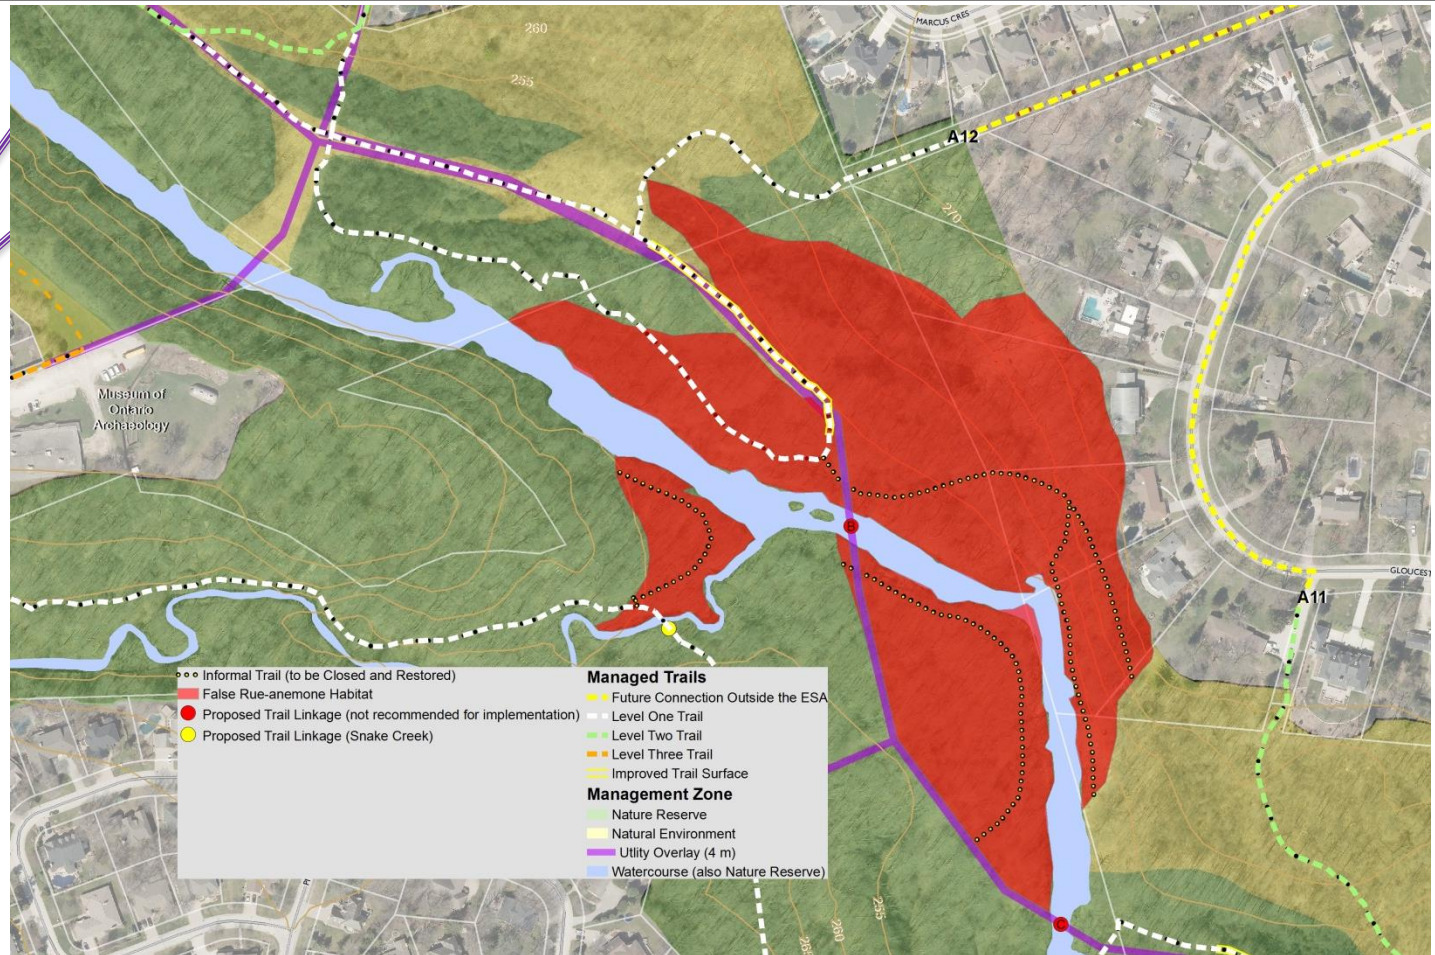 MARCUS CRES
260
255
A12
270
Museum of
Ontario
Archaeology
B
GLOUCEST
A11
Informal Trail (to be Closed and Restored)
False Rue-anemone Habitat
Proposed Trail Linkage (not recommended for implementation)
Proposed Trail Linkage (Snake Creek)
Managed Trails
Future Connection Outside the ESA
Level One Trail
Level Two Trail
Level Three Trail
Improved Trail Surface
Management Zone
Nature Reserve
Natural Environment
Utlity Overlay (4 m)
Watercourse (also Nature Reserve)
255
260
265
C